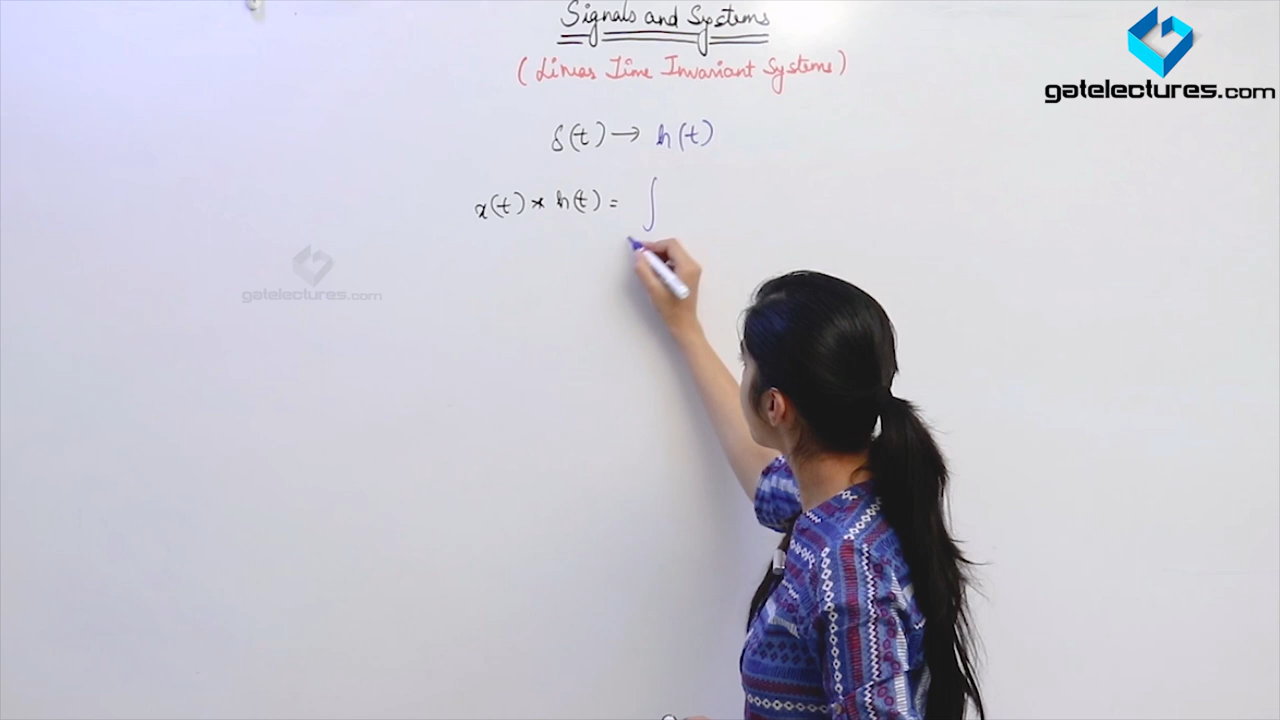 Signals and Systems
(Linear Time Invariant Systems)
δ(t) → h(t)
x(t) * h(t) = ∫
gatelectures.com
gatelectures.com